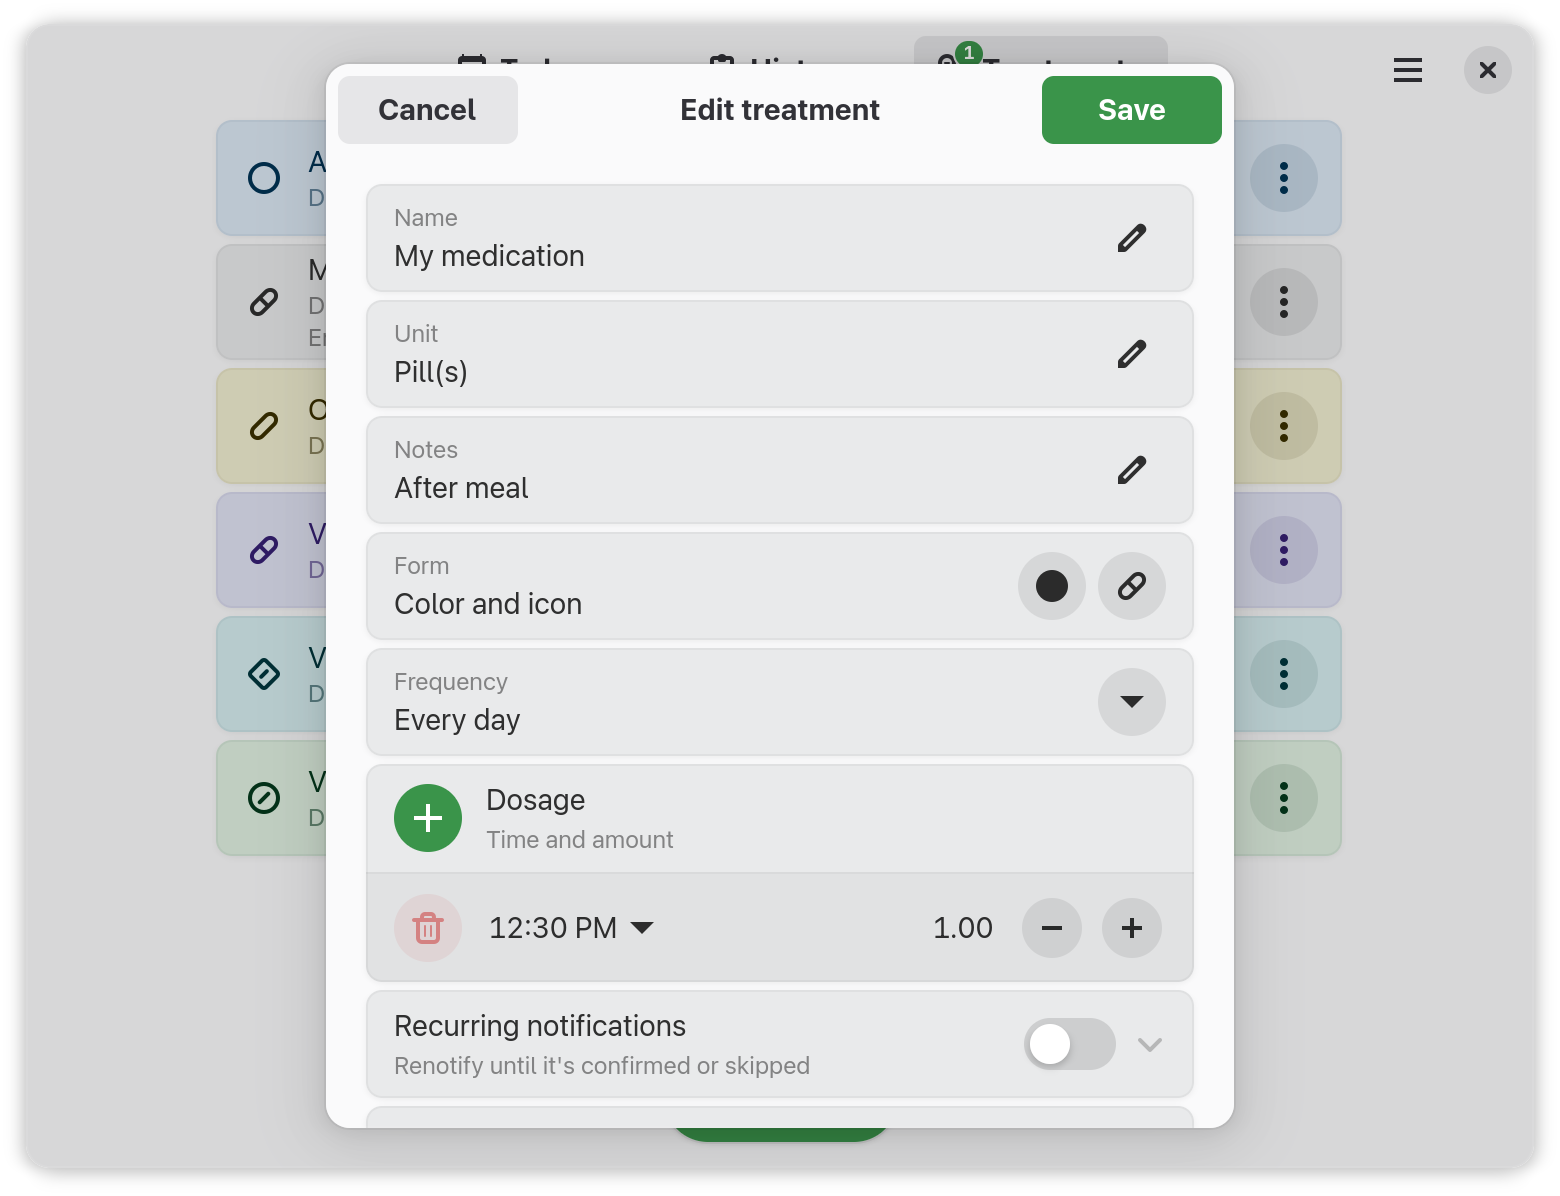 1
Cancel
Edit treatment
Save
Name
My medication
Unit
Pill(s)
Notes
After meal
Form
Color and icon
Frequency
Every day
Dosage
Time and amount
12:30 PM
1.00
Recurring notifications
Renotify until it's confirmed or skipped